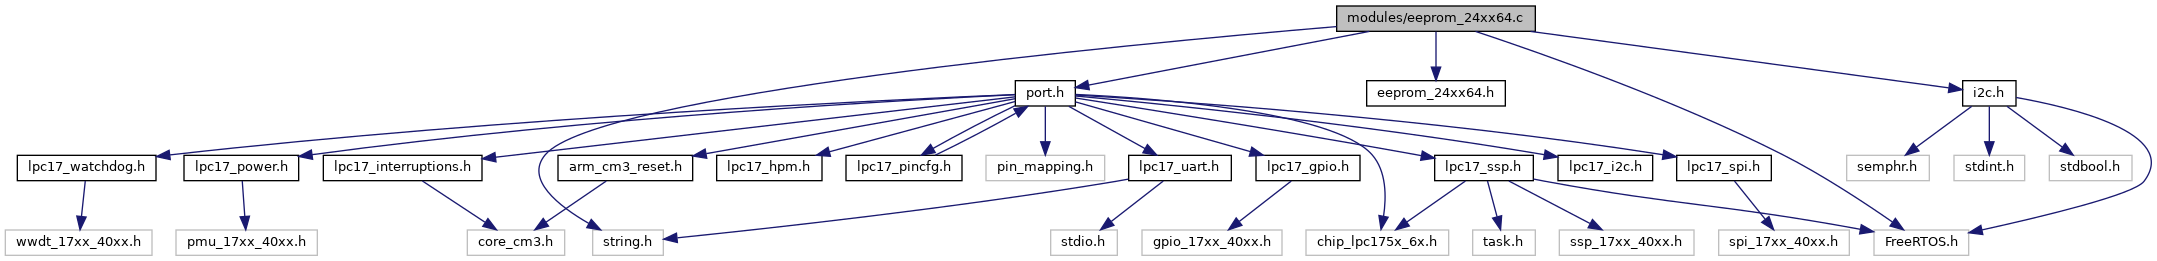 modules/eeprom_24xx64.c
port.h
eeprom_24xx64.h
i2c.h
lpc17_watchdog.h
lpc17_power.h
lpc17_interruptions.h
arm_cm3_reset.h
lpc17_hpm.h
lpc17_pincfg.h
pin_mapping.h
lpc17_uart.h
lpc17_gpio.h
lpc17_ssp.h
lpc17_i2c.h
lpc17_spi.h
semphr.h
stdint.h
stdbool.h
wwdt_17xx_40xx.h
pmu_17xx_40xx.h
core_cm3.h
string.h
stdio.h
gpio_17xx_40xx.h
chip_lpc175x_6x.h
task.h
ssp_17xx_40xx.h
spi_17xx_40xx.h
FreeRTOS.h